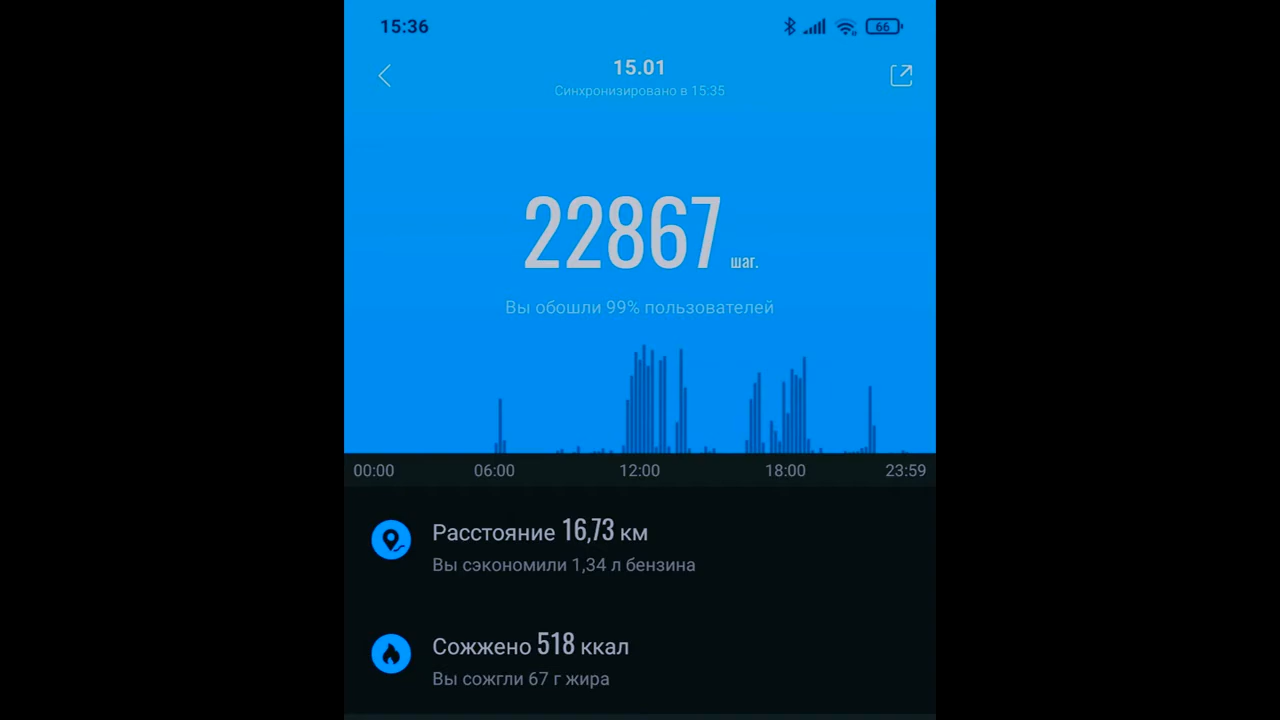 15:36
66
15.01
Синхронизировано в 15:35
22867 шаг.
Вы обошли 99% пользователей
00:00 06:00 12:00 18:00 23:59
Расстояние 16,73 км
Вы сэкономили 1,34 л бензина
Сожжено 518 ккал
Вы сожгли 67 г жира